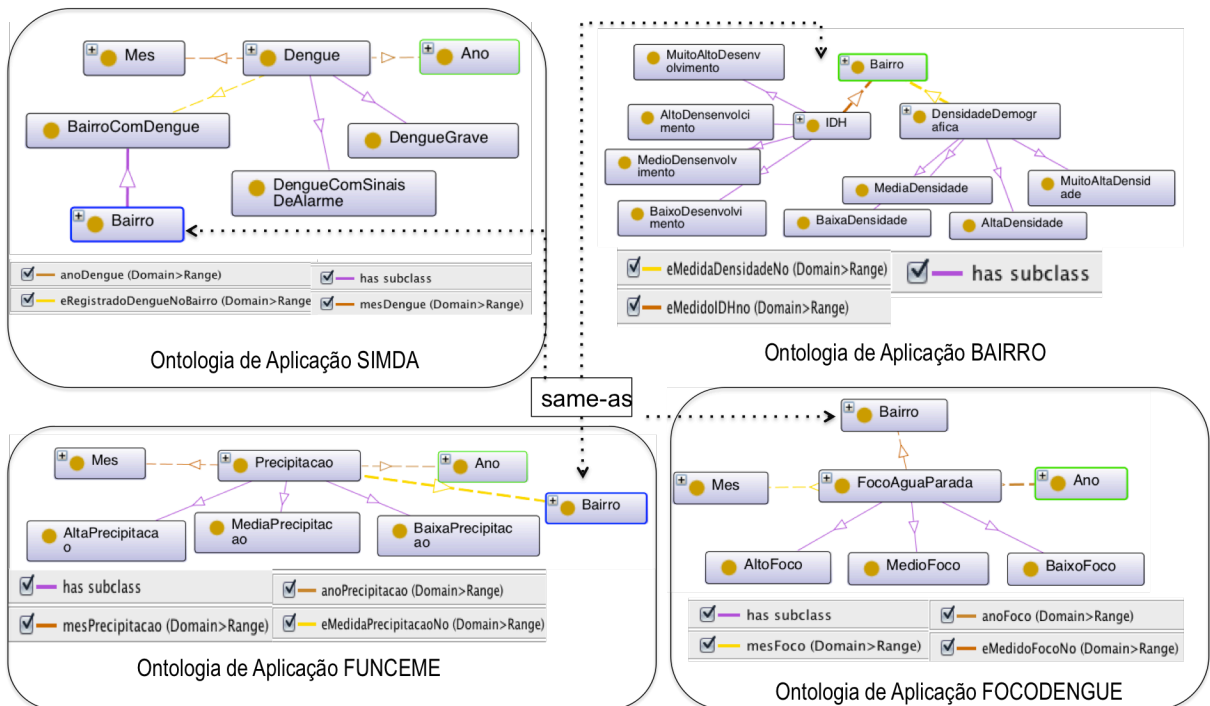 Mes
Dengue
Ano
BairroComDengue
DengueGrave
DengueComSinais
DeAlarme
Bairro
anoDengue (Domain>Range)
has subclass
eRegistradoDengueNoBairro (Domain>Range
mesDengue (Domain>Range)
Ontologia de Aplicação SIMDA
MuitoAltoDesenv
olvimento
Bairro
AltoDensenvolci
mento
IDH
DensidadeDemogr
afica
MedioDensenvolv
imento
MediaDensidade
MuitoAltaDensid
ade
BaixoDesenvolvi
mento
BaixaDensidade
AltaDensidade
eMedidaDensidadeNo (Domain>Range)
has subclass
eMedidoIDHno (Domain>Range)
Ontologia de Aplicação BAIRRO
same-as
Mes
Precipitacao
Ano
Bairro
AltaPrecipitaca
o
MediaPrecipitac
ao
BaixaPrecipitac
ao
has subclass
anoPrecipitacao (Domain>Range)
mesPrecipitacao (Domain>Range)
eMedidaPrecipitacaoNo (Domain>Range)
Ontologia de Aplicação FUNCEME
Bairro
Mes
FocoAguaParada
Ano
AltoFoco
MedioFoco
BaixoFoco
has subclass
anoFoco (Domain>Range)
mesFoco (Domain>Range)
eMedidoFocoNo (Domain>Range)
Ontologia de Aplicação FOCODENGUE